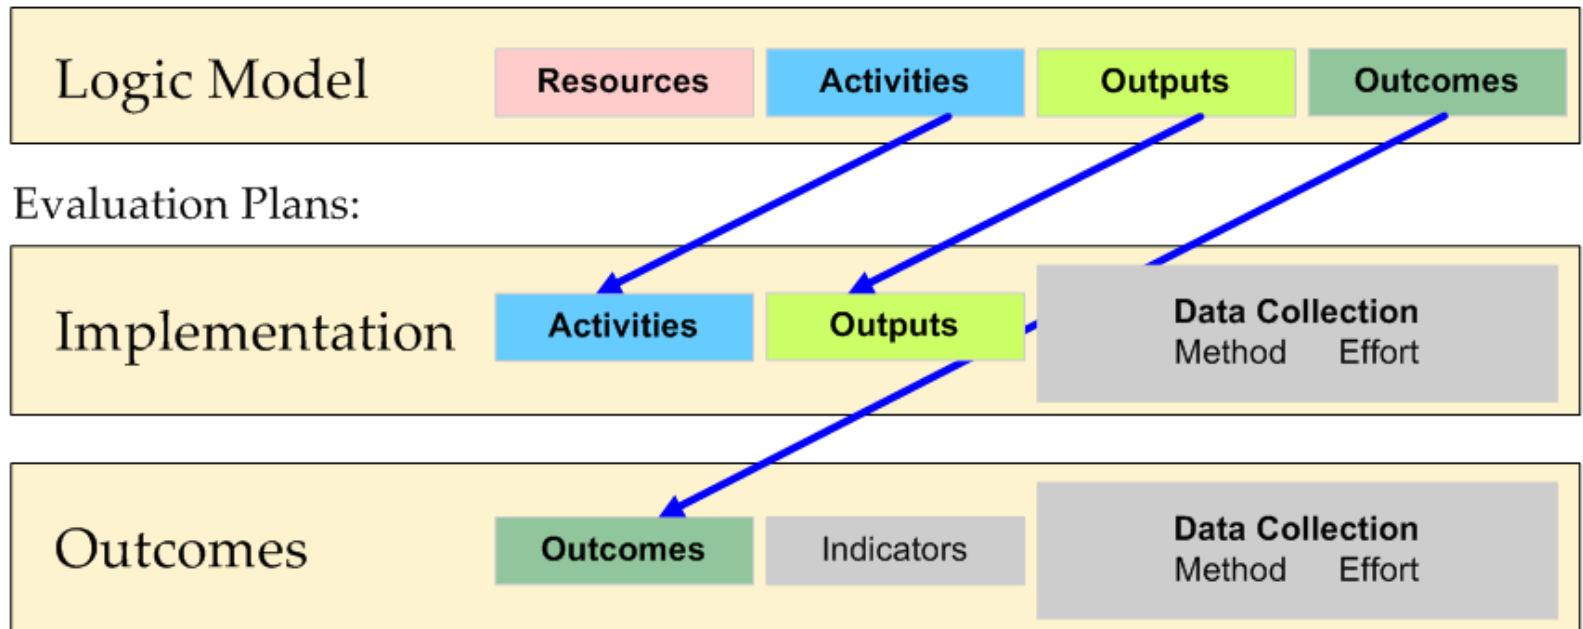 Logic Model
Resources
Activities
Outputs
Outcomes
Evaluation Plans:
Implementation
Activities
Outputs
Data Collection
Method Effort
Outcomes
Outcomes
Indicators
Data Collection
Method Effort